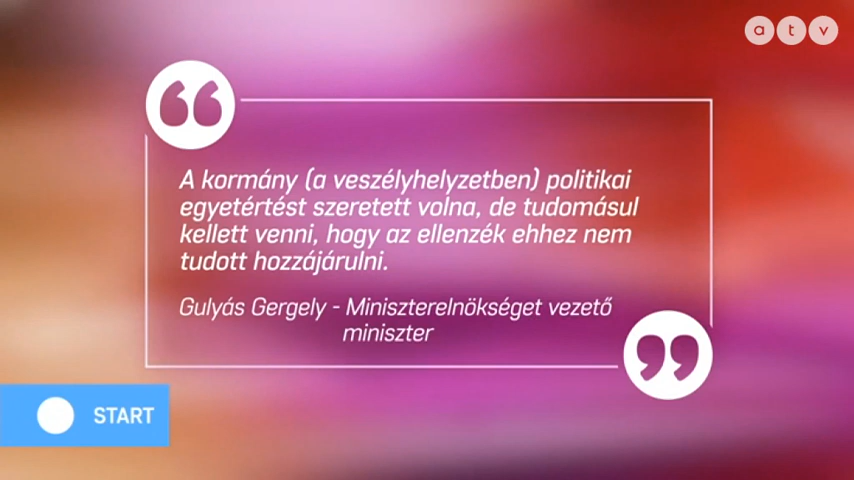 atv
A kormány (a veszélyhelyzetben) politikai
egyetértést szeretett volna, de tudomásul
kellett venni, hogy az ellenzék ehhez nem
tudott hozzájárulni.
Gulyás Gergely - Miniszterelnökséget vezető
miniszter
START